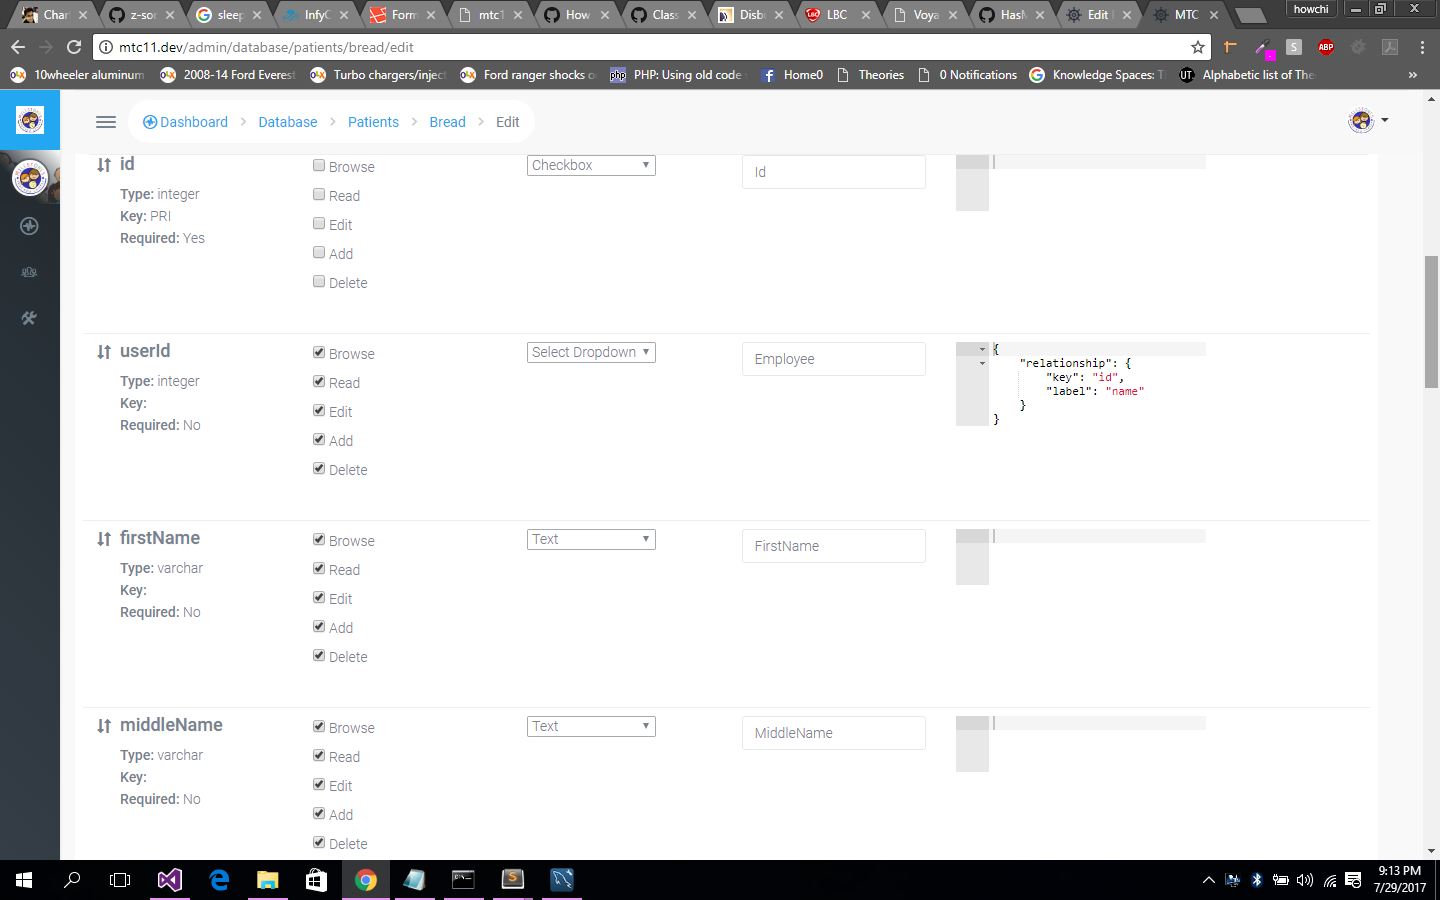 Chan
z-son
sleep
InfyC
Form
mtc1
How
Class
Disbu
LBC
Voya
HasM
Edit
MTC
howchi
mtc11.dev/admin/database/patients/bread/edit
10wheeler aluminum
2008-14 Ford Everest
Turbo chargers/inject
Ford ranger shocks o
PHP: Using old code
Home0
Theories
0 Notifications
Knowledge Spaces: T
Alphabetic list of The
»
Dashboard > Database > Patients > Bread > Edit
id
Type: integer
Key: PRI
Required: Yes
Browse
Read
Edit
Add
Delete
Checkbox
Id
userId
Type: integer
Key:
Required: No
Browse
Read
Edit
Add
Delete
Select Dropdown
Employee
{
"relationship": {
"key": "id",
"label": "name"
}
}
firstName
Type: varchar
Key:
Required: No
Browse
Read
Edit
Add
Delete
Text
FirstName
middleName
Type: varchar
Key:
Required: No
Browse
Read
Edit
Add
Delete
Text
MiddleName
9:13 PM
7/29/2017